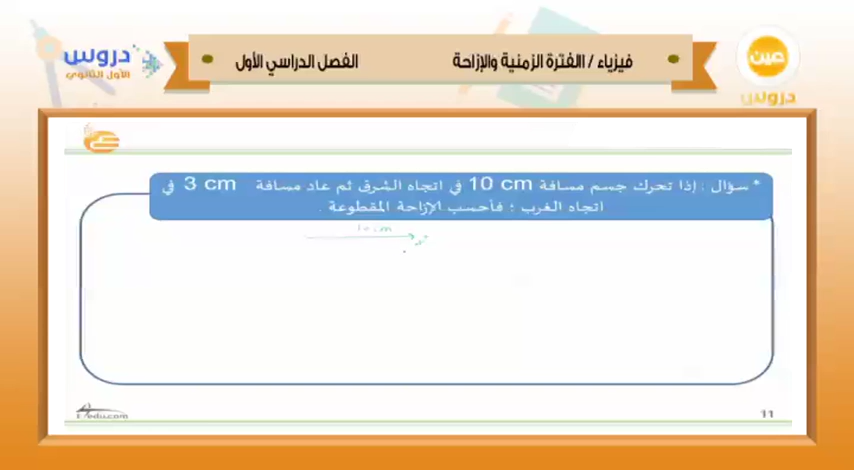 دروس
الأول الثانوي
الفصل الدراسي الأول
فيزياء / الفترة الزمنية والإزاحة
عين
دروس
* سؤال : إذا تحرك جسم مسافة 10 cm في اتجاه الشرق ثم عاد مسافة 3 cm في
اتجاه الغرب ؛ فأحسب الإزاحة المقطوعة .
10 cm
11